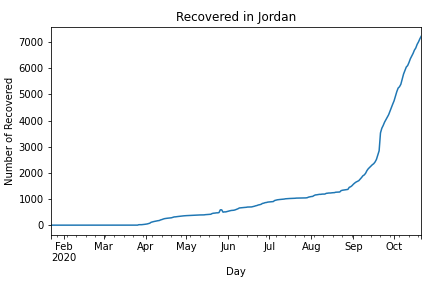 Recovered in Jordan
Number of Recovered
7000
6000
5000
4000
3000
2000
1000
0
Feb Mar Apr May Jun Jul Aug Sep Oct
2020
Day